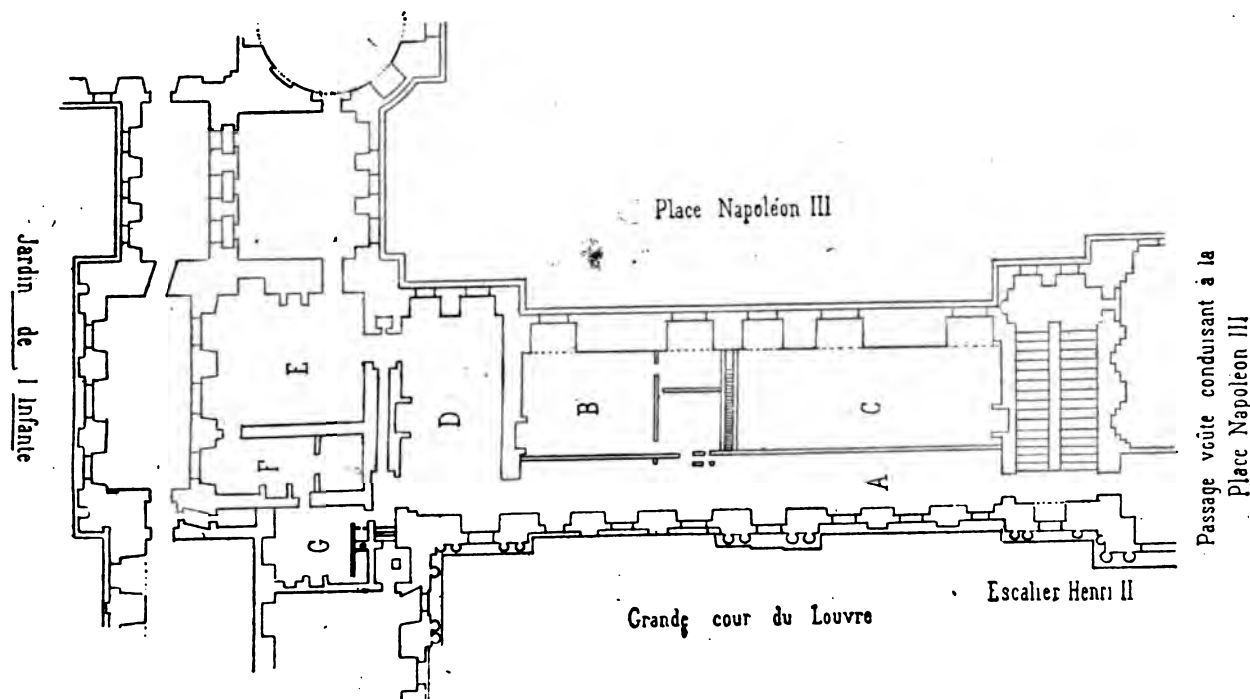 Place Napoléon III
Jardin de l Infante
E
B
C
D
F
A
G
Passage voûte conduisant à la
Place Napoléon III
Escalier Henri II
Grande cour du Louvre